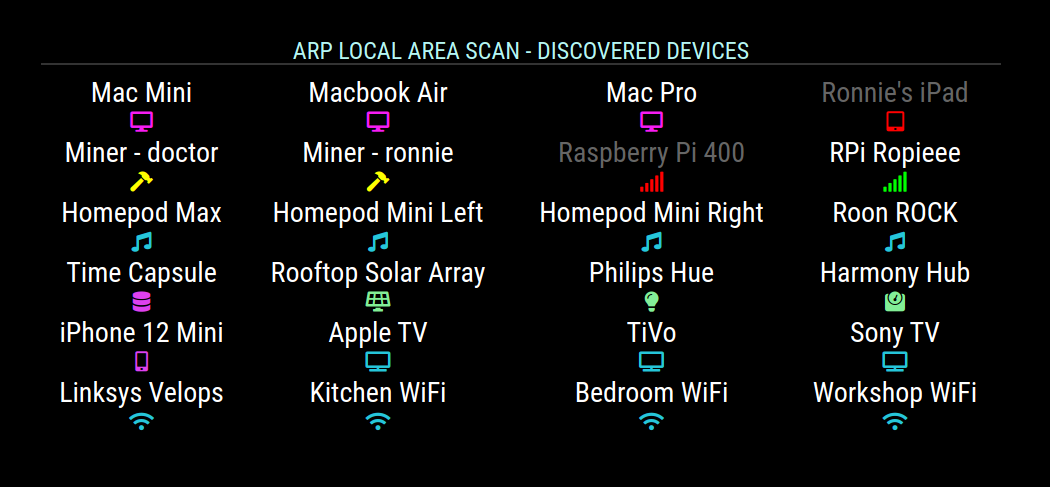 ARP LOCAL AREA SCAN - DISCOVERED DEVICES
Mac Mini Macbook Air Mac Pro Ronnie's iPad
Miner - doctor Miner - ronnie Raspberry Pi 400 RPi Ropieee
Homepod Max Homepod Mini Left Homepod Mini Right Roon ROCK
Time Capsule Rooftop Solar Array Philips Hue Harmony Hub
iPhone 12 Mini Apple TV TiVo Sony TV
Linksys Velops Kitchen WiFi Bedroom WiFi Workshop WiFi